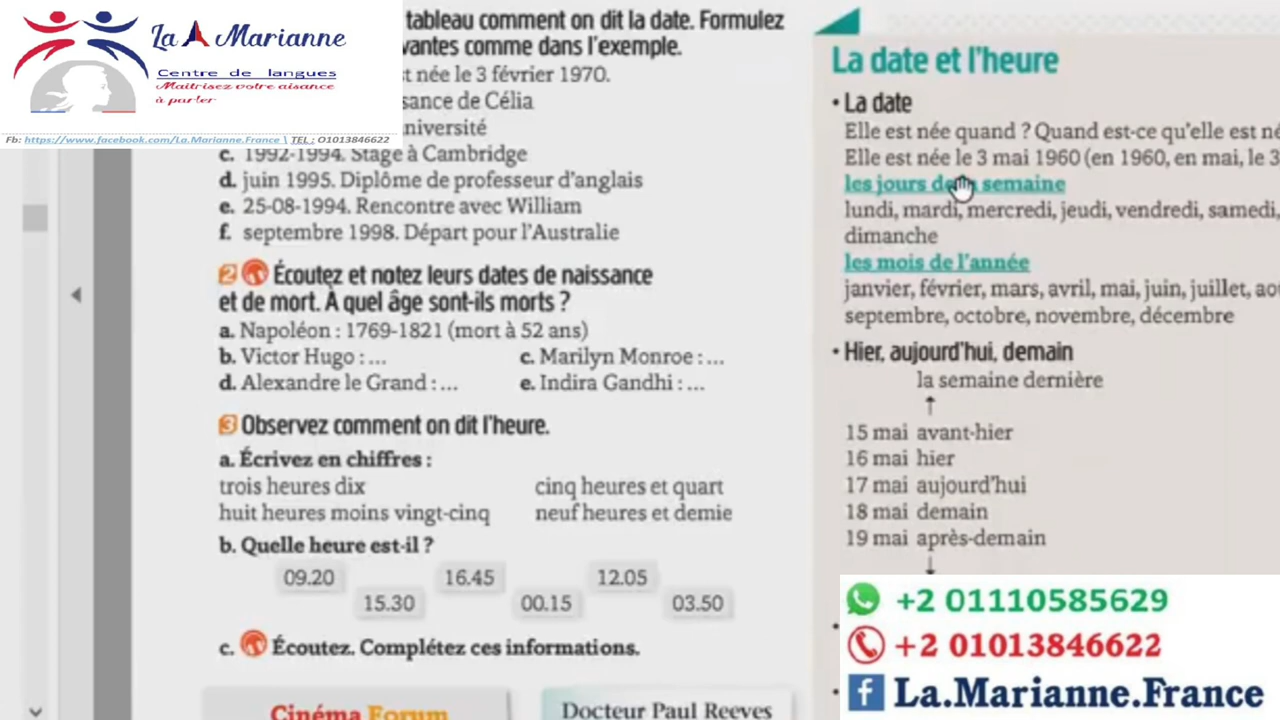 La Marianne
Centre de langues
Maîtrisez votre aisance
à parler
Fb: https://www.facebook.com/La.Marianne.France \ TEL : 01013846622
tableau comment on dit la date. Formulez
vantes comme dans l'exemple.
t née le 3 février 1970.
sance de Célia
niversité
c. 1992-1994. Stage à Cambridge
d. juin 1995. Diplôme de professeur d'anglais
e. 25-08-1994. Rencontre avec William
f. septembre 1998. Départ pour l'Australie
2 Écoutez et notez leurs dates de naissance
et de mort. À quel âge sont-ils morts ?
a. Napoléon : 1769-1821 (mort à 52 ans)
b. Victor Hugo : ... c. Marilyn Monroe : ...
d. Alexandre le Grand : ... e. Indira Gandhi : ...
3 Observez comment on dit l'heure.
a. Écrivez en chiffres :
trois heures dix cinq heures et quart
huit heures moins vingt-cinq neuf heures et demie
b. Quelle heure est-il ?
09.20 16.45 12.05
15.30 00.15 03.50
c. Écoutez. Complétez ces informations.
Cinéma Forum
Docteur Paul Reeves
La date et l'heure
• La date
Elle est née quand ? Quand est-ce qu'elle est né
Elle est née le 3 mai 1960 (en 1960, en mai, le 3
les jours de semaine
lundi, mardi, mercredi, jeudi, vendredi, samedi,
dimanche
les mois de l'année
janvier, février, mars, avril, mai, juin, juillet, aoû
septembre, octobre, novembre, décembre
• Hier, aujourd'hui, demain
la semaine dernière
↑
15 mai avant-hier
16 mai hier
17 mai aujourd'hui
18 mai demain
19 mai après-demain
↓
+2 01110585629
+2 01013846622
La.Marianne.France